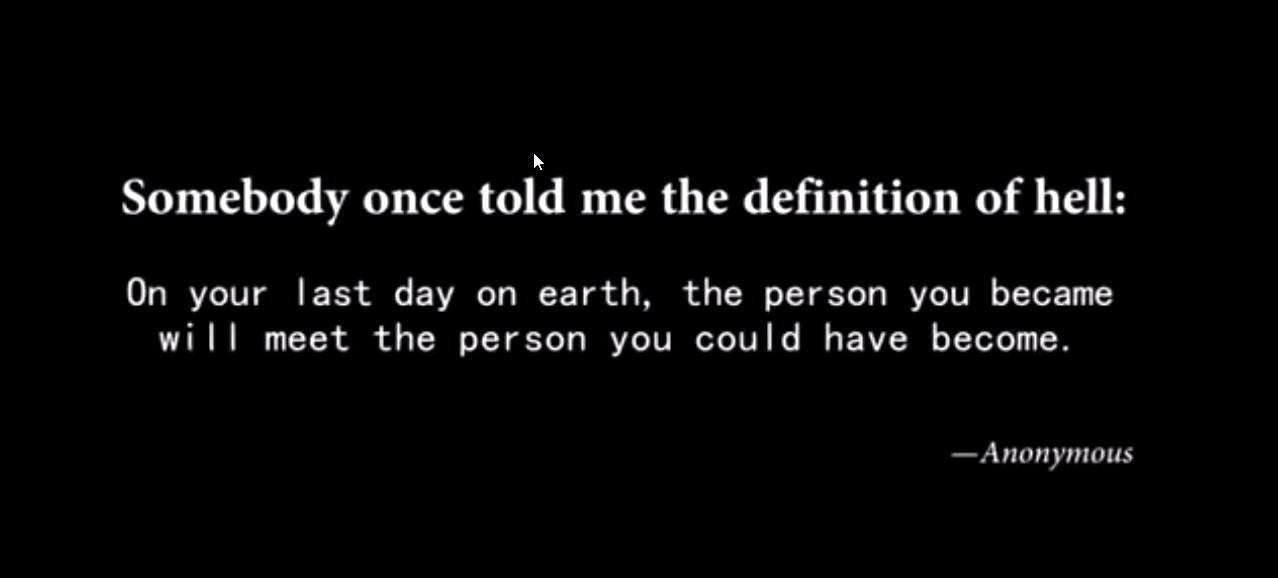 Somebody once told me the definition of hell:
On your last day on earth, the person you became
will meet the person you could have become.
—Anonymous